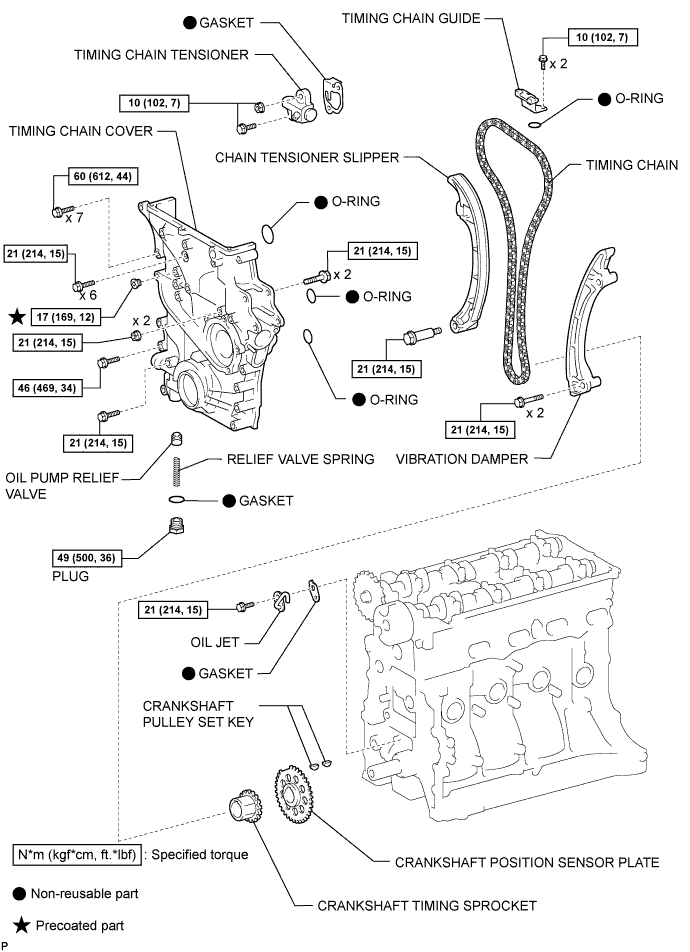 TIMING CHAIN GUIDE
GASKET
10 (102, 7)
TIMING CHAIN TENSIONER
x 2
10 (102, 7)
O-RING
TIMING CHAIN COVER
CHAIN TENSIONER SLIPPER
TIMING CHAIN
60 (612, 44)
O-RING
x 7
21 (214, 15)
21 (214, 15)
x 2
x 6
O-RING
17 (169, 12)
x 2
21 (214, 15)
21 (214, 15)
46 (469, 34)
O-RING
x 2
21 (214, 15)
21 (214, 15)
RELIEF VALVE SPRING
VIBRATION DAMPER
OIL PUMP RELIEF
VALVE
GASKET
49 (500, 36)
PLUG
21 (214, 15)
OIL JET
GASKET
CRANKSHAFT
PULLEY SET KEY
N*m (kgf*cm, ft.*lbf) : Specified torque
CRANKSHAFT POSITION SENSOR PLATE
Non-reusable part
CRANKSHAFT TIMING SPROCKET
Precoated part
P